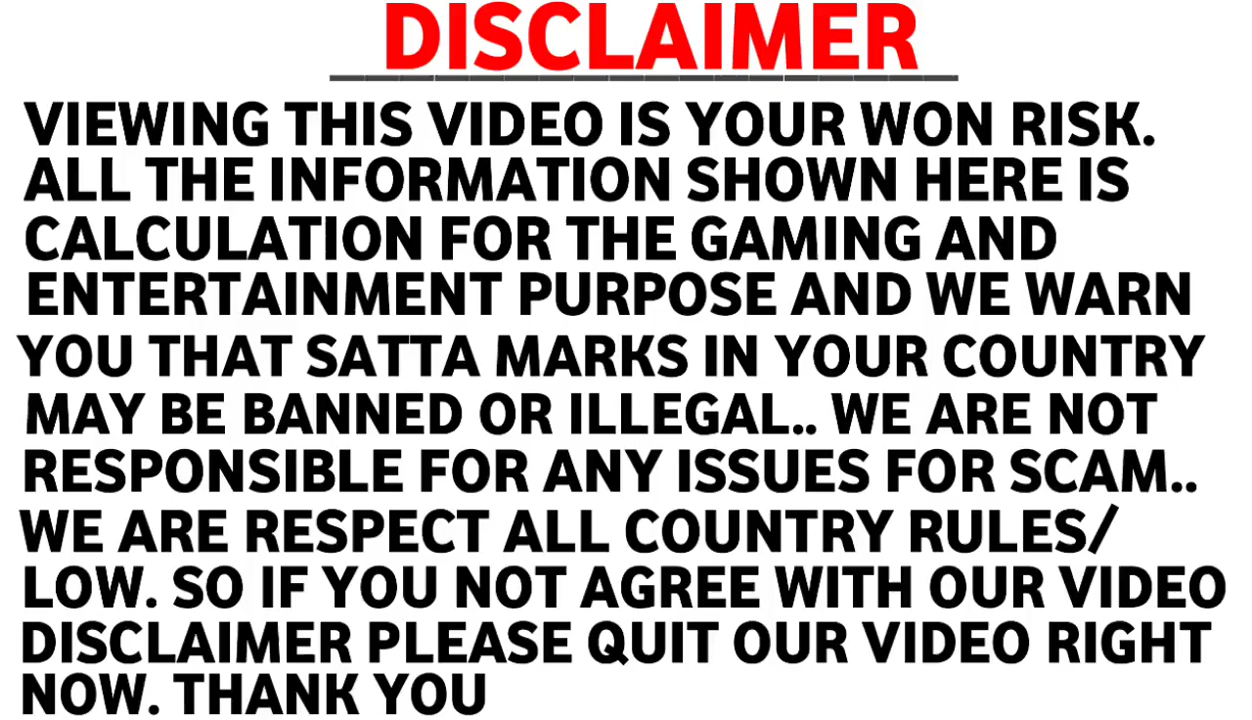 DISCLAIMER
VIEWING THIS VIDEO IS YOUR WON RISK.
ALL THE INFORMATION SHOWN HERE IS
CALCULATION FOR THE GAMING AND
ENTERTAINMENT PURPOSE AND WE WARN
YOU THAT SATTA MARKS IN YOUR COUNTRY
MAY BE BANNED OR ILLEGAL.. WE ARE NOT
RESPONSIBLE FOR ANY ISSUES FOR SCAM..
WE ARE RESPECT ALL COUNTRY RULES/
LOW. SO IF YOU NOT AGREE WITH OUR VIDEO
DISCLAIMER PLEASE QUIT OUR VIDEO RIGHT
NOW. THANK YOU